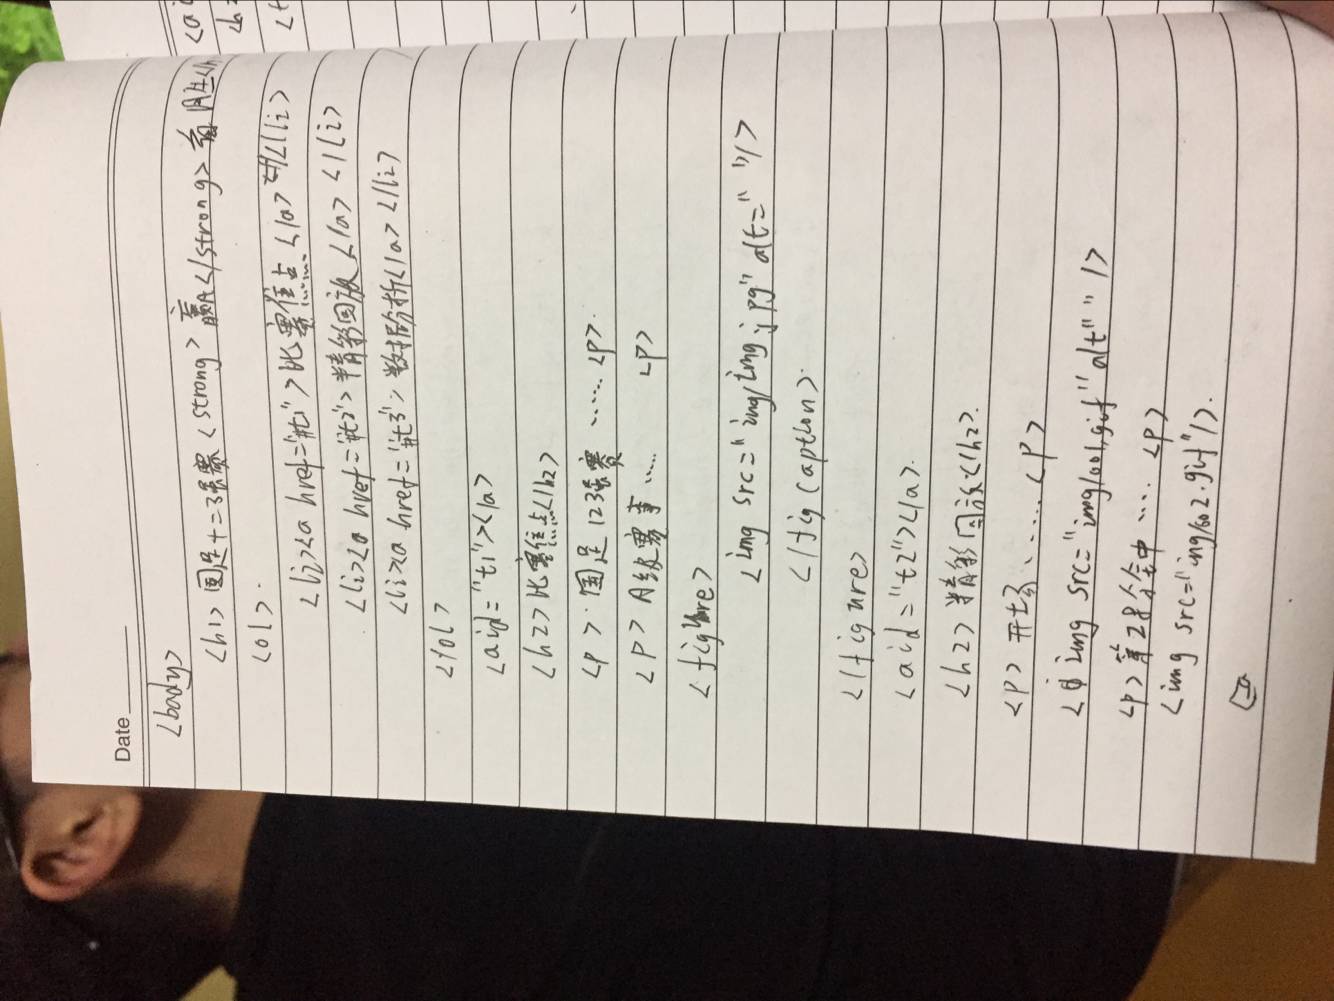 Date
<body>
<h1> 国足十二强赛 <strong> 赢</strong>
<ol>
<li><a href="#t1">比赛焦点</a></li>
<li><a href="#t2">精彩回放</a></li>
<li><a href="#t3">数据分析</a></li>
</ol>
<a id="t1"></a>
<h2>比赛焦点</h2>
<p> 国足12强赛 …… <p>
<p> A级赛事 …… <p>
<figure>
<img src="img/timg.jpg" alt=" "/>
</figcaption>
</figure>
<a id="t2"></a>
<h2>精彩回放</h2>
<p> 开场 …… <p>
< img src="img/001.gif" alt" " />
<p>第28分钟中 …… <p>
<img src="img/002.gif"/>
<a
<h2
<t